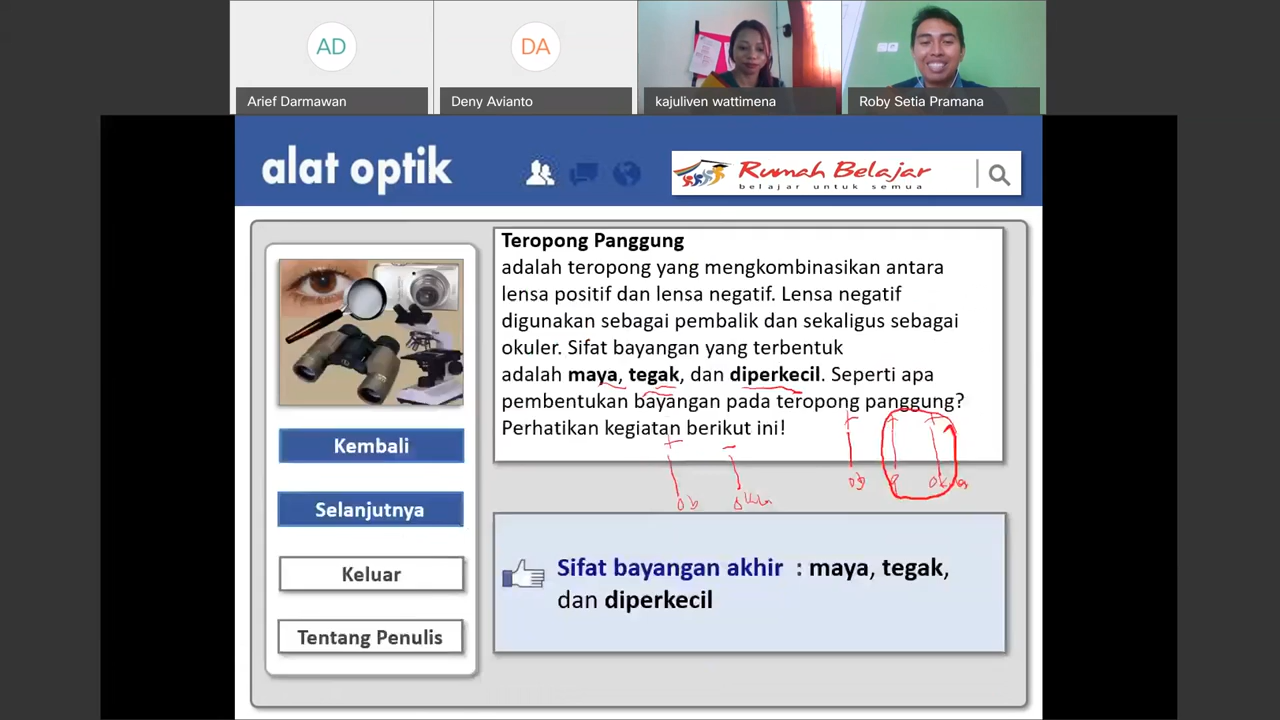 AD
DA
Arief Darmawan
Deny Avianto
kajuliven wattimena
Roby Setia Pramana
alat optik
Rumah Belajar
belajar untuk semua
Teropong Panggung
adalah teropong yang mengkombinasikan antara
lensa positif dan lensa negatif. Lensa negatif
digunakan sebagai pembalik dan sekaligus sebagai
okuler. Sifat bayangan yang terbentuk
adalah maya, tegak, dan diperkecil. Seperti apa
pembentukan bayangan pada teropong panggung?
Perhatikan kegiatan berikut ini!
+ - + + +
Ob Ob
Kembali
Selanjutnya
Keluar
Tentang Penulis
Sifat bayangan akhir : maya, tegak,
dan diperkecil